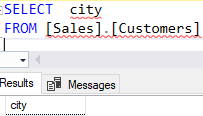 SELECT city
FROM [Sales].[Customers]
Results Messages
city